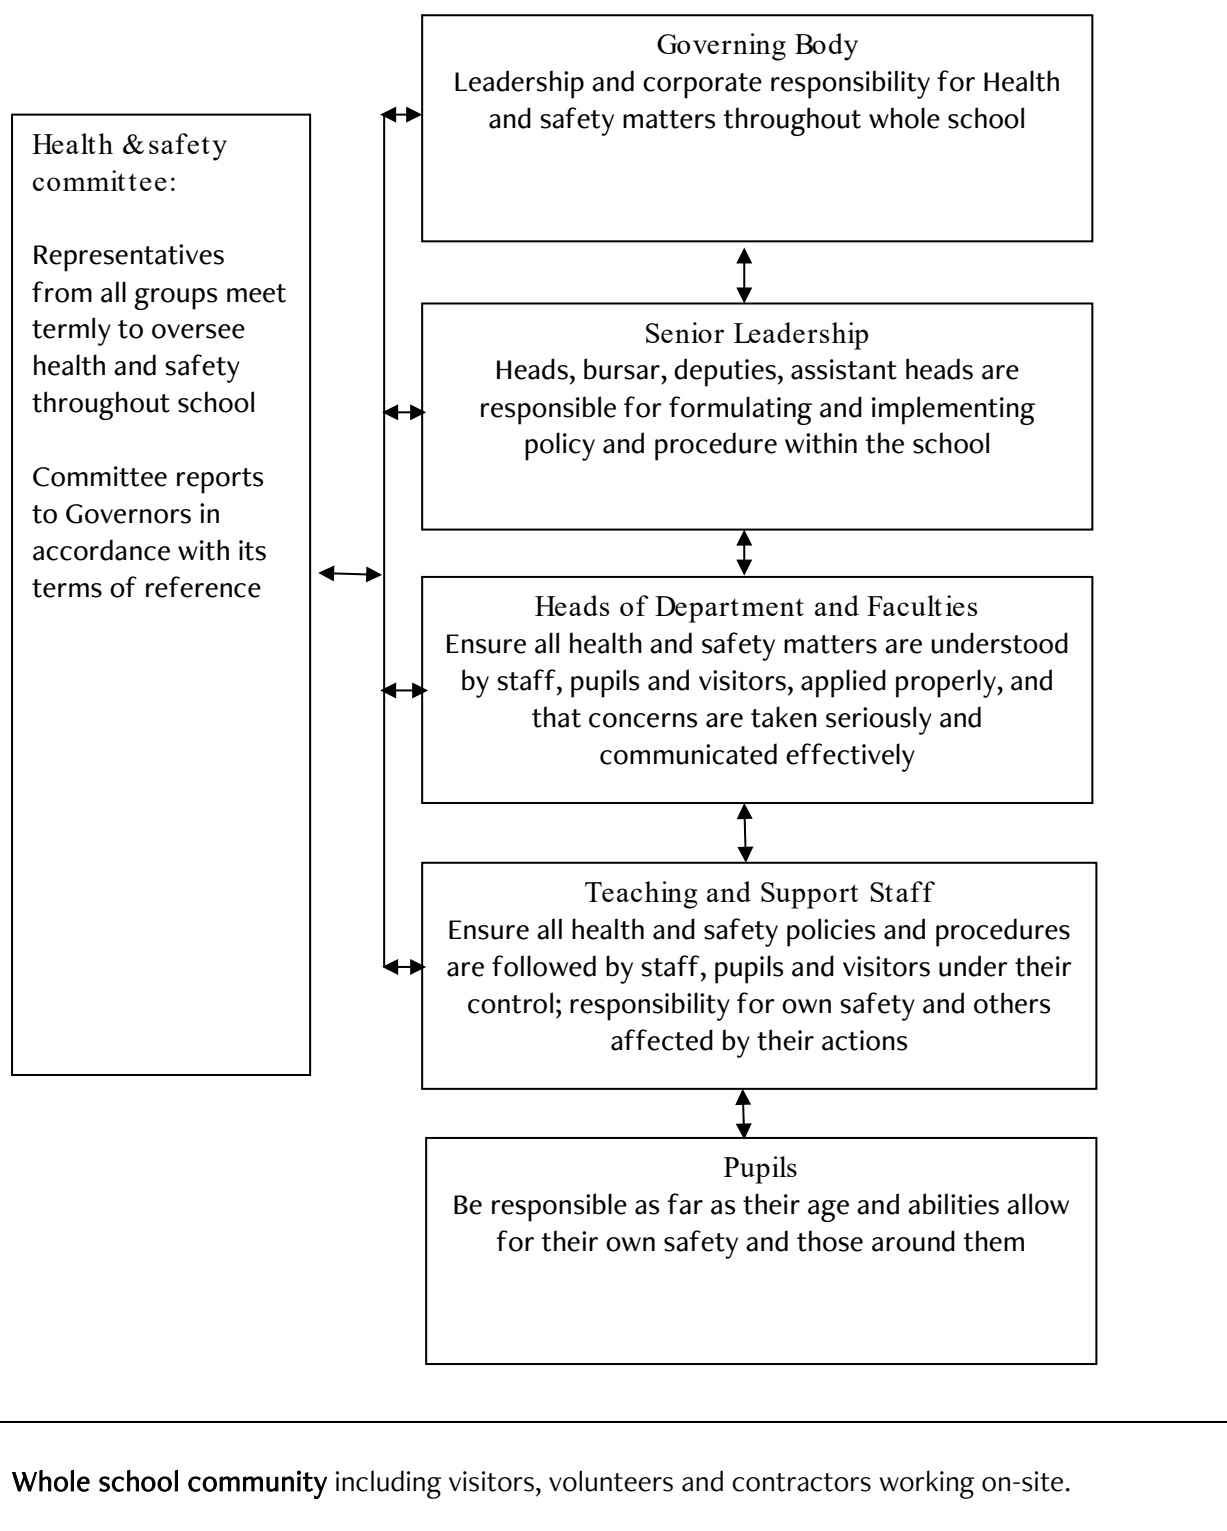 Governing Body
Leadership and corporate responsibility for Health
and safety matters throughout whole school
Health & safety
committee:
Representatives
from all groups meet
termly to oversee
health and safety
throughout school
Committee reports
to Governors in
accordance with its
terms of reference
Senior Leadership
Heads, bursar, deputies, assistant heads are
responsible for formulating and implementing
policy and procedure within the school
Heads of Department and Faculties
Ensure all health and safety matters are understood
by staff, pupils and visitors, applied properly, and
that concerns are taken seriously and
communicated effectively
Teaching and Support Staff
Ensure all health and safety policies and procedures
are followed by staff, pupils and visitors under their
control; responsibility for own safety and others
affected by their actions
Pupils
Be responsible as far as their age and abilities allow
for their own safety and those around them
Whole school community including visitors, volunteers and contractors working on-site.